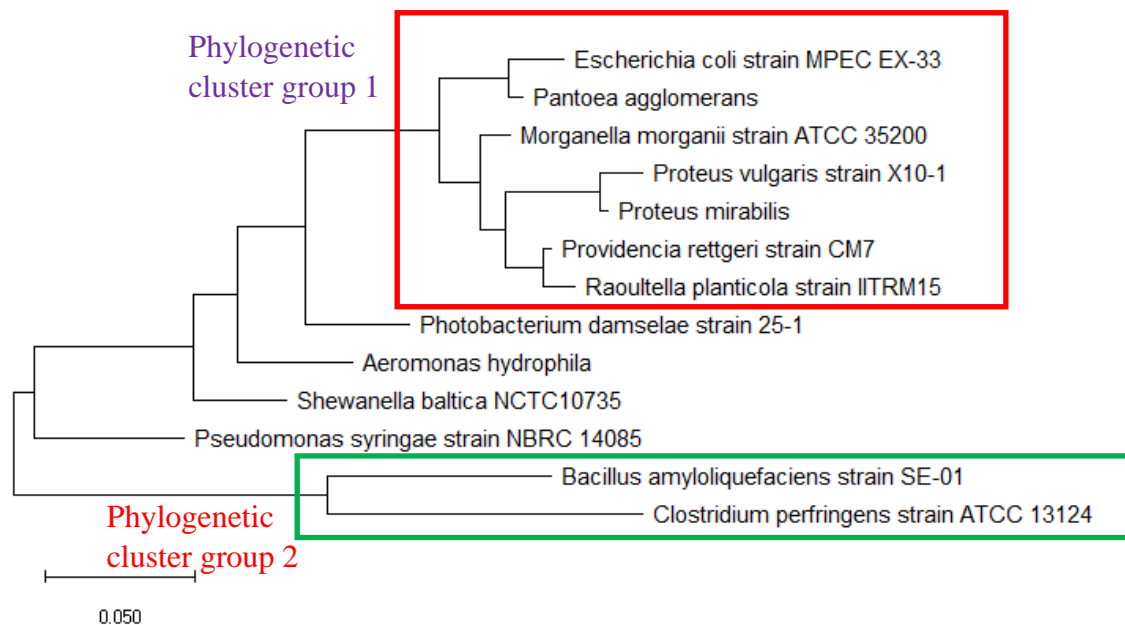 Phylogenetic
cluster group 1
Escherichia coli strain MPEC EX-33
Pantoea agglomerans
Morganella morganii strain ATCC 35200
Proteus vulgaris strain X10-1
Proteus mirabilis
Providencia rettgeri strain CM7
Raoultella planticola strain IITRM15
Photobacterium damselae strain 25-1
Aeromonas hydrophila
Shewanella baltica NCTC10735
Pseudomonas syringae strain NBRC 14085
Bacillus amyloliquefaciens strain SE-01
Clostridium perfringens strain ATCC 13124
Phylogenetic
cluster group 2
0.050